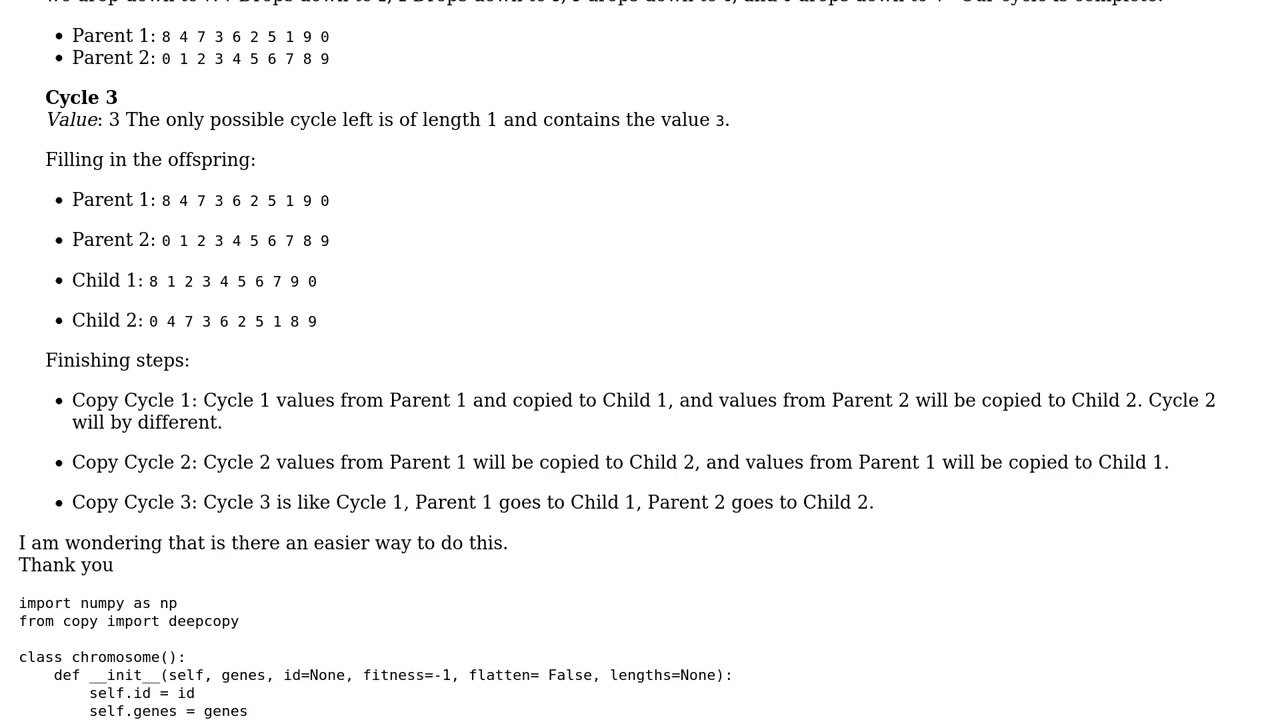 Parent 1: 8 4 7 3 6 2 5 1 9 0
Parent 2: 0 1 2 3 4 5 6 7 8 9
Cycle 3
Value: 3 The only possible cycle left is of length 1 and contains the value 3.
Filling in the offspring:
Parent 1: 8 4 7 3 6 2 5 1 9 0
Parent 2: 0 1 2 3 4 5 6 7 8 9
Child 1: 8 1 2 3 4 5 6 7 9 0
Child 2: 0 4 7 3 6 2 5 1 8 9
Finishing steps:
Copy Cycle 1: Cycle 1 values from Parent 1 and copied to Child 1, and values from Parent 2 will be copied to Child 2. Cycle 2
will by different.
Copy Cycle 2: Cycle 2 values from Parent 1 will be copied to Child 2, and values from Parent 1 will be copied to Child 1.
Copy Cycle 3: Cycle 3 is like Cycle 1, Parent 1 goes to Child 1, Parent 2 goes to Child 2.
I am wondering that is there an easier way to do this.
Thank you
import numpy as np
from copy import deepcopy
class chromosome():
def __init__(self, genes, id=None, fitness=-1, flatten= False, lengths=None):
self.id = id
self.genes = genes